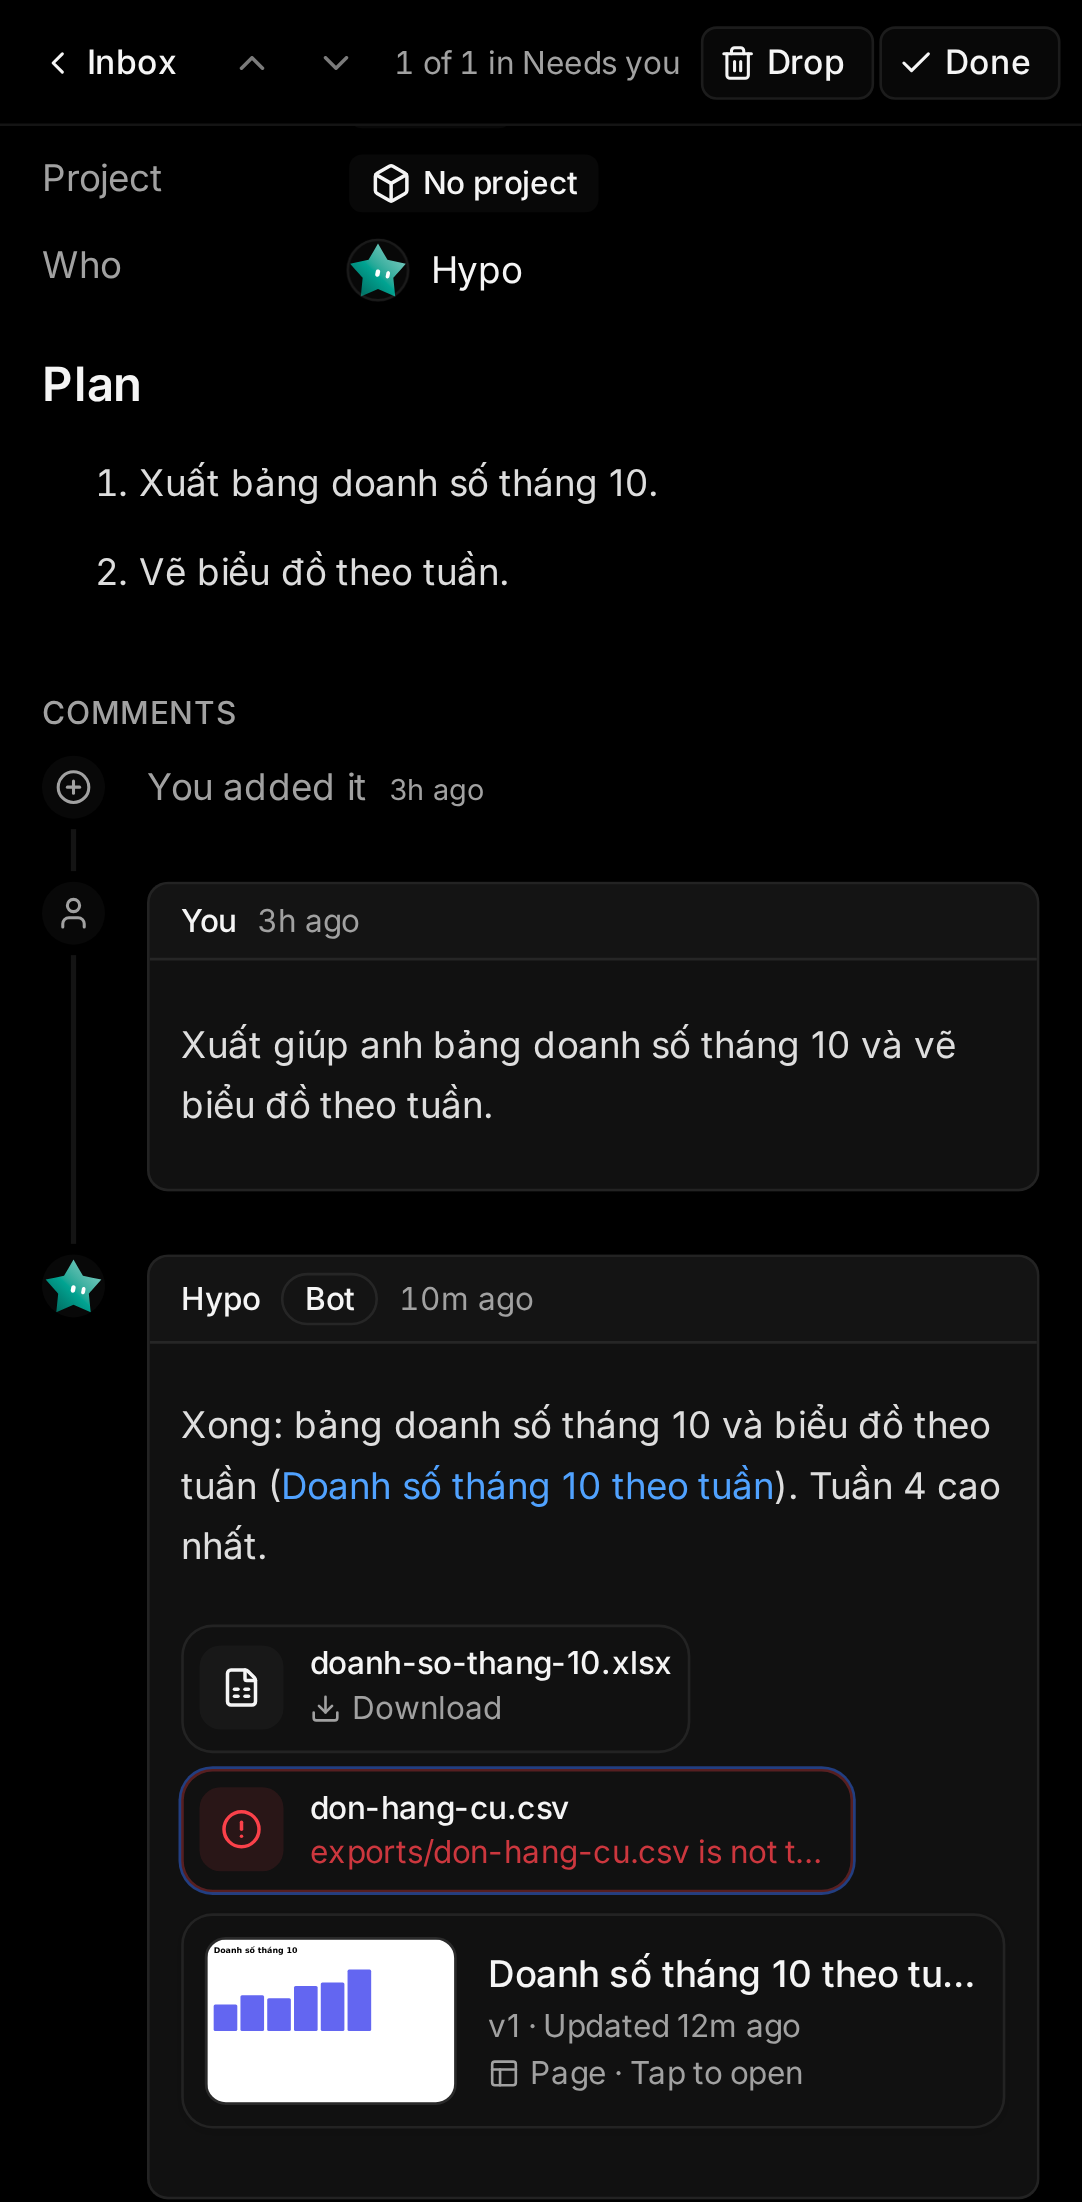 Inbox
1 of 1 in Needs you
Drop
Done
Project
No project
Who
Hypo
Plan
1. Xuất bảng doanh số tháng 10.
2. Vẽ biểu đồ theo tuần.
COMMENTS
You added it 3h ago
You 3h ago
Xuất giúp anh bảng doanh số tháng 10 và vẽ
biểu đồ theo tuần.
Hypo Bot 10m ago
Xong: bảng doanh số tháng 10 và biểu đồ theo
tuần (Doanh số tháng 10 theo tuần). Tuần 4 cao
nhất.
doanh-so-thang-10.xlsx
Download
don-hang-cu.csv
exports/don-hang-cu.csv is not t...
Doanh số tháng 10
Doanh số tháng 10 theo tu...
v1 · Updated 12m ago
Page · Tap to open